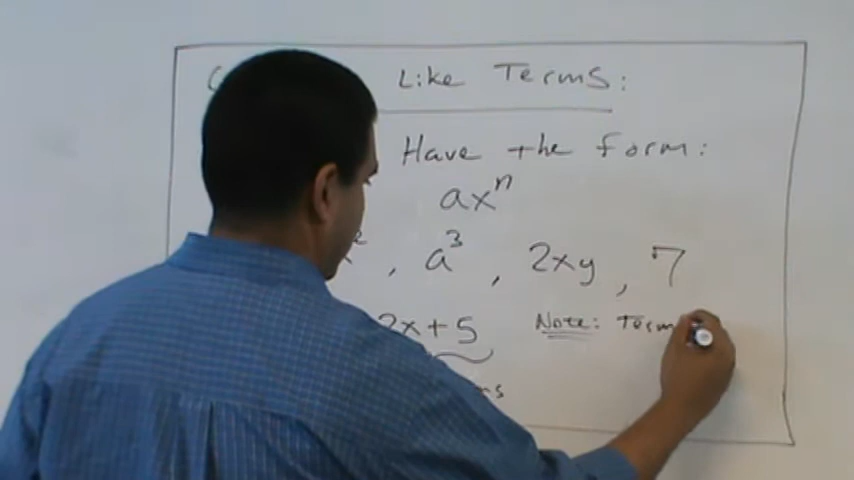 Like Terms:
Have the form:
ax^n
, a³, 2xy, 7
2x+5 Note: Term